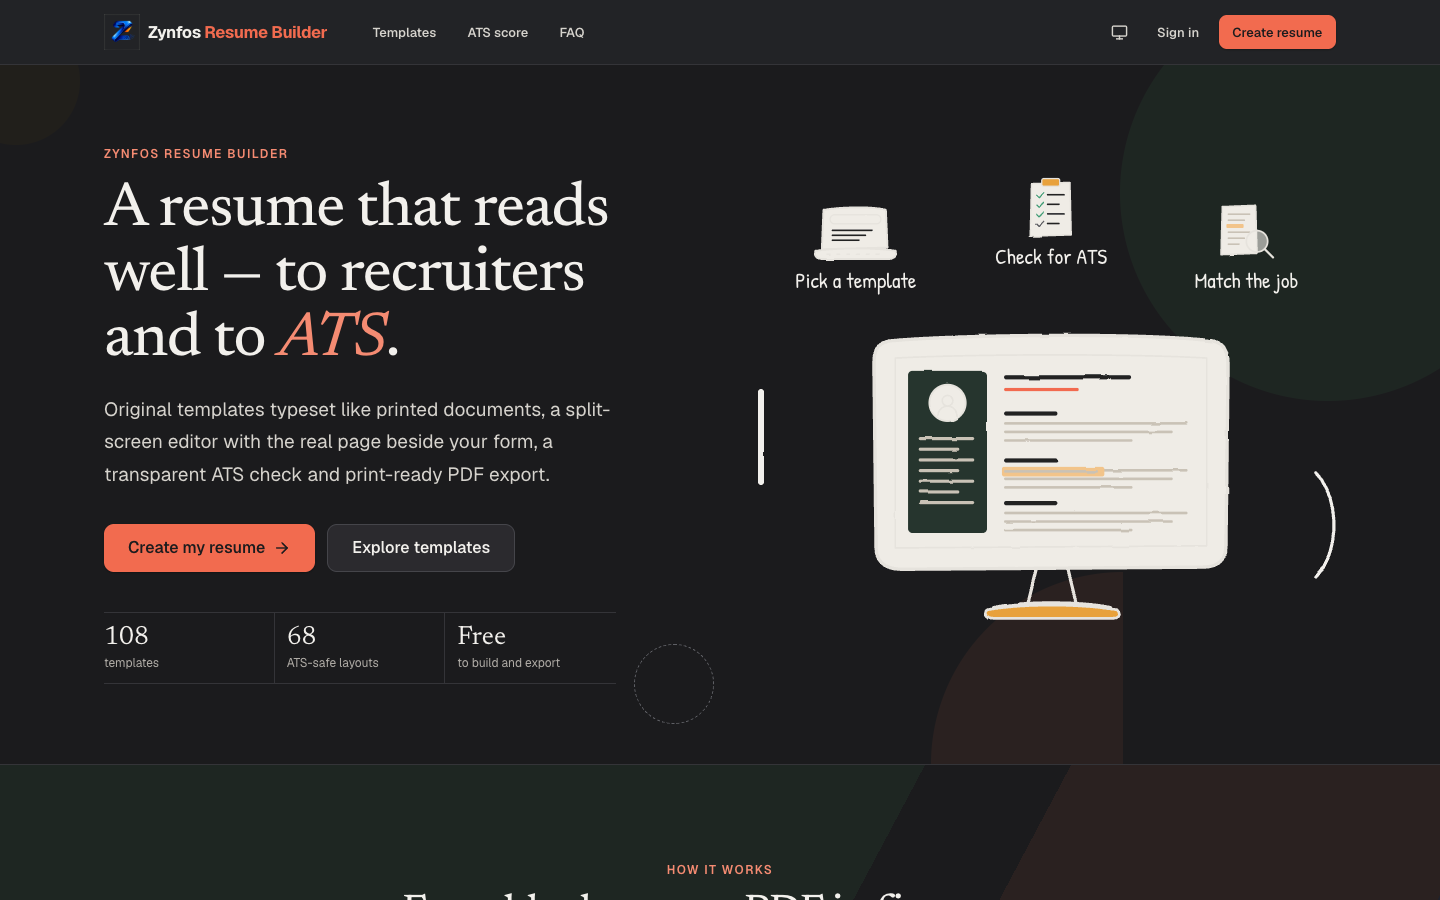 Zynfos Resume Builder
Templates
ATS score
FAQ
Sign in
Create resume
ZYNFOS RESUME BUILDER
A resume that reads
well — to recruiters
and to ATS.
Original templates typeset like printed documents, a split-
screen editor with the real page beside your form, a
transparent ATS check and print-ready PDF export.
Create my resume
Explore templates
108
templates
68
ATS-safe layouts
Free
to build and export
Pick a template
Check for ATS
Match the job
HOW IT WORKS